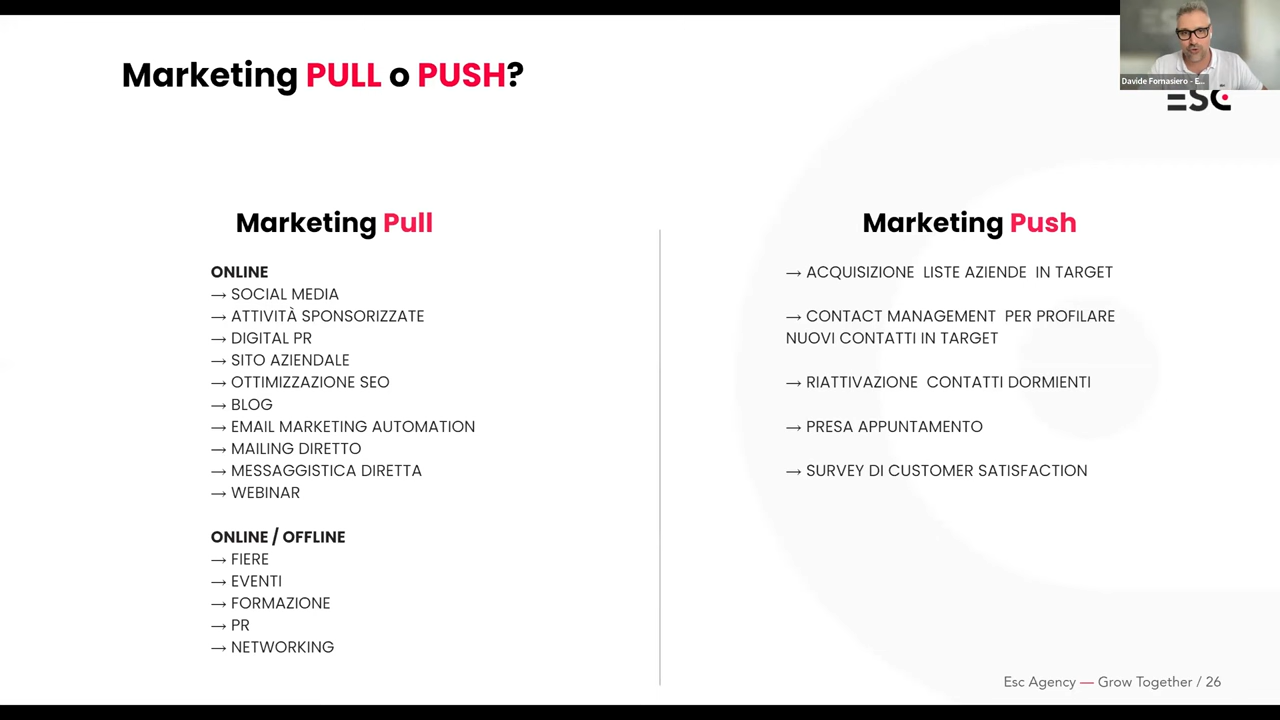 Marketing PULL o PUSH?
Davide Fornasiero - E...
ESC
Marketing Pull
ONLINE
→ SOCIAL MEDIA
→ ATTIVITÀ SPONSORIZZATE
→ DIGITAL PR
→ SITO AZIENDALE
→ OTTIMIZZAZIONE SEO
→ BLOG
→ EMAIL MARKETING AUTOMATION
→ MAILING DIRETTO
→ MESSAGGISTICA DIRETTA
→ WEBINAR
ONLINE / OFFLINE
→ FIERE
→ EVENTI
→ FORMAZIONE
→ PR
→ NETWORKING
Marketing Push
→ ACQUISIZIONE LISTE AZIENDE IN TARGET
→ CONTACT MANAGEMENT PER PROFILARE
NUOVI CONTATTI IN TARGET
→ RIATTIVAZIONE CONTATTI DORMIENTI
→ PRESA APPUNTAMENTO
→ SURVEY DI CUSTOMER SATISFACTION
Esc Agency — Grow Together / 26